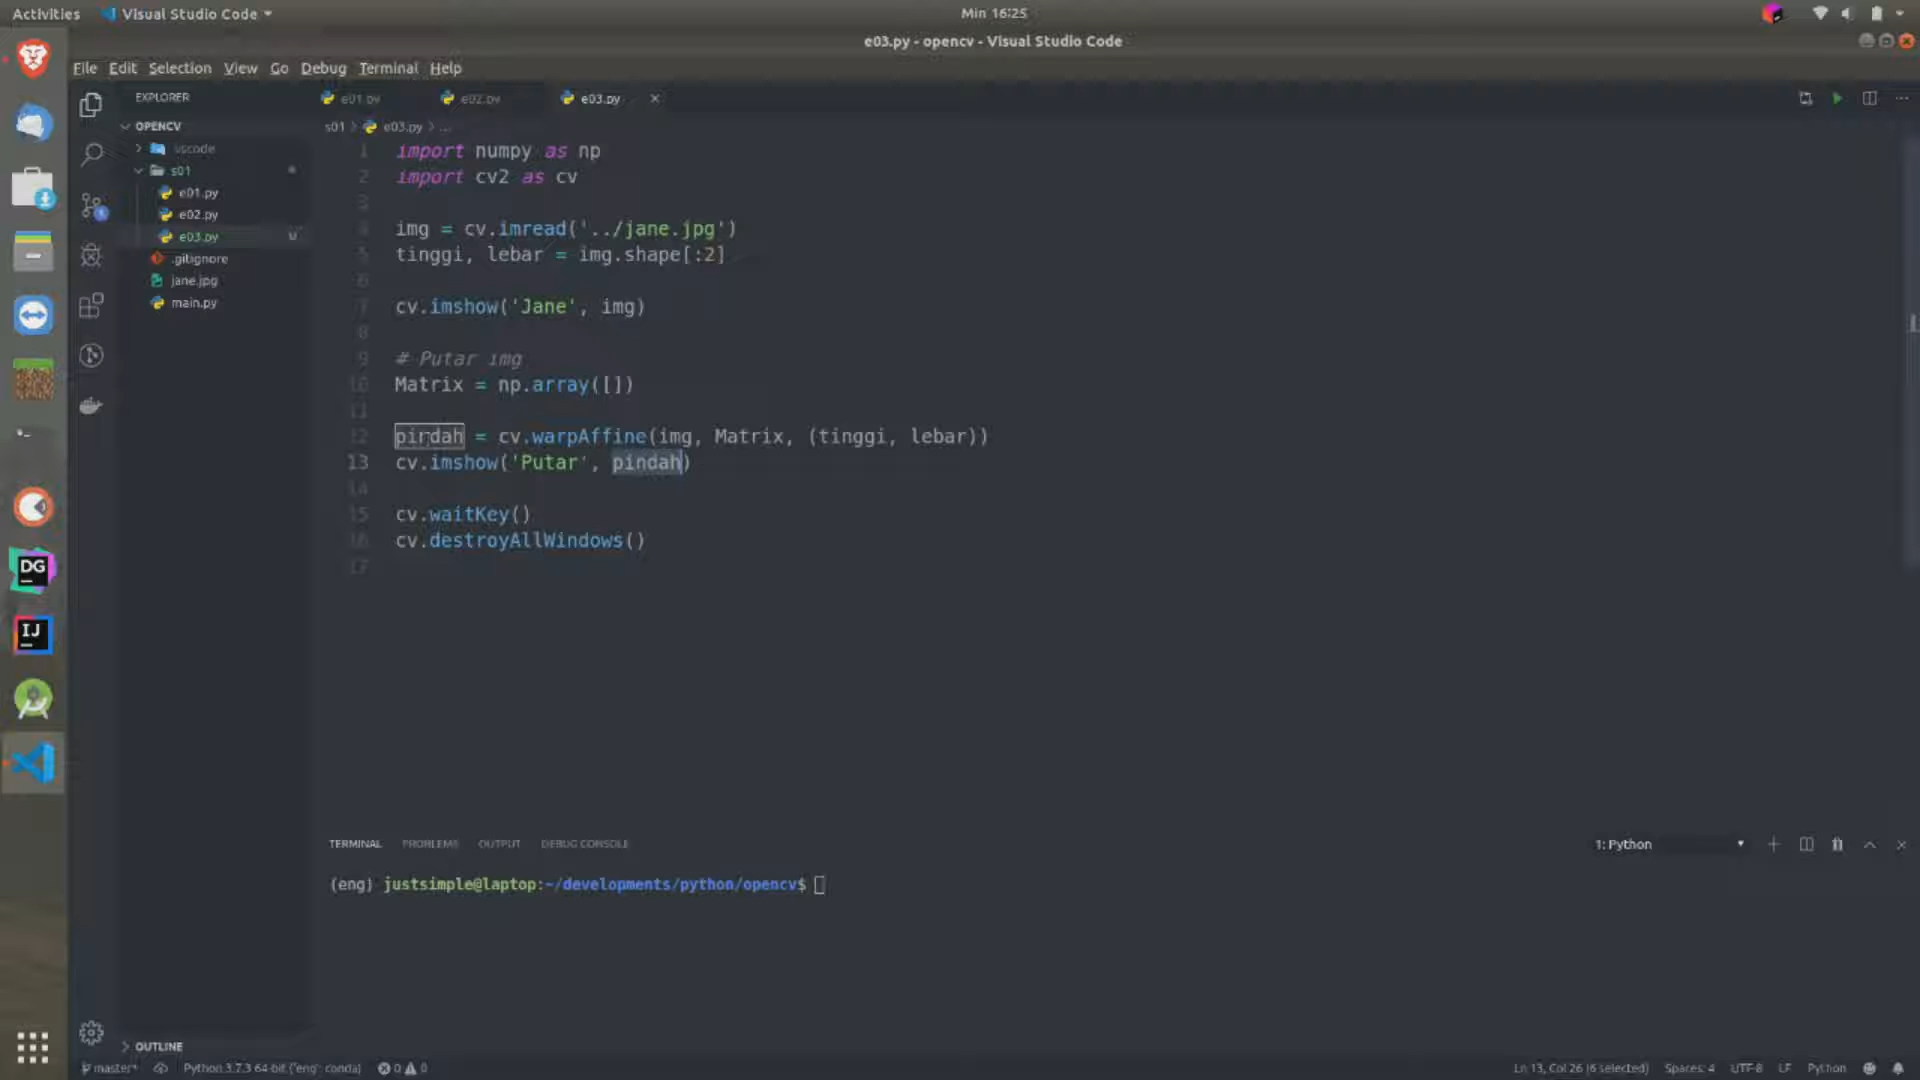 Activities Visual Studio Code Min 16:25
e03.py - opencv - Visual Studio Code
File Edit Selection View Go Debug Terminal Help
EXPLORER e01.py e02.py e03.py
OPENCV s01 > e03.py > ...
.vscode
s01
e01.py
e02.py
e03.py
.gitignore
jane.jpg
main.py
1 import numpy as np
2 import cv2 as cv
3
4 img = cv.imread('../jane.jpg')
5 tinggi, lebar = img.shape[:2]
6
7 cv.imshow('Jane', img)
8
9 # Putar img
10 Matrix = np.array([])
11
12 pindah = cv.warpAffine(img, Matrix, (tinggi, lebar))
13 cv.imshow('Putar', pindah)
14
15 cv.waitKey()
16 cv.destroyAllWindows()
17
DG
IJ
TERMINAL PROBLEMS OUTPUT DEBUG CONSOLE 1: Python
(eng) justsimple@laptop:~/developments/python/opencv$
OUTLINE
master* Python 3.7.3 64-bit ('eng': conda) 0 0 Ln 13, Col 26 (6 selected) Spaces: 4 UTF-8 LF Python